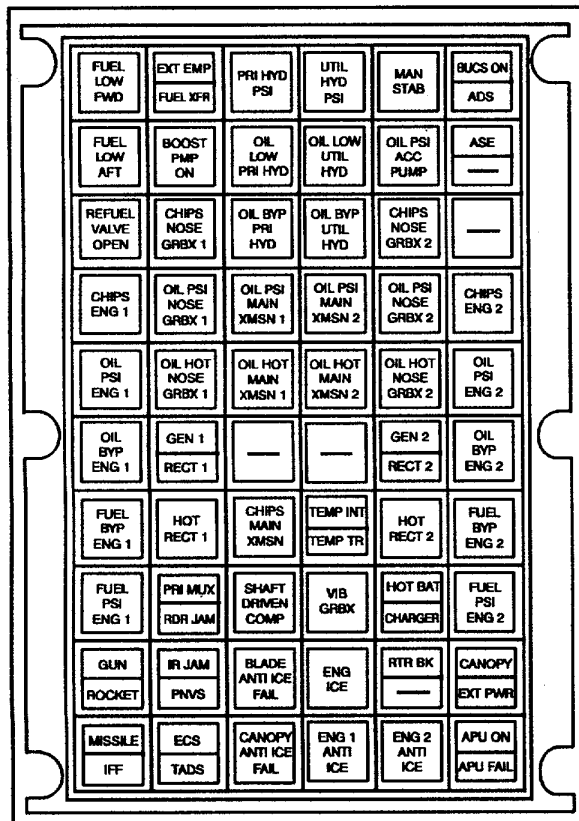 FUEL
LOW
FWD
EXT EMP
FUEL XFR
PRI HYD
PSI
UTIL
HYD
PSI
MAN
STAB
BUCS ON
ADS
FUEL
LOW
AFT
BOOST
PMP
ON
OIL
LOW
PRI HYD
OIL LOW
UTIL
HYD
OIL PSI
ACC
PUMP
ASE
—
REFUEL
VALVE
OPEN
CHIPS
NOSE
GRBX 1
OIL BYP
PRI
HYD
OIL BYP
UTIL
HYD
CHIPS
NOSE
GRBX 2
—
CHIPS
ENG 1
OIL PSI
NOSE
GRBX 1
OIL PSI
MAIN
XMSN 1
OIL PSI
MAIN
XMSN 2
OIL PSI
NOSE
GRBX 2
CHIPS
ENG 2
OIL
PSI
ENG 1
OIL HOT
NOSE
GRBX 1
OIL HOT
MAIN
XMSN 1
OIL HOT
MAIN
XMSN 2
OIL HOT
NOSE
GRBX 2
OIL
PSI
ENG 2
OIL
BYP
ENG 1
GEN 1
RECT 1
—
—
GEN 2
RECT 2
OIL
BYP
ENG 2
FUEL
BYP
ENG 1
HOT
RECT 1
CHIPS
MAIN
XMSN
TEMP INT
TEMP TR
HOT
RECT 2
FUEL
BYP
ENG 2
FUEL
PSI
ENG 1
PRI MUX
RDR JAM
SHAFT
DRIVEN
COMP
VIB
GRBX
HOT BAT
CHARGER
FUEL
PSI
ENG 2
GUN
ROCKET
IR JAM
PNVS
BLADE
ANTI ICE
FAIL
ENG
ICE
RTR BK
—
CANOPY
EXT PWR
MISSILE
IFF
ECS
TADS
CANOPY
ANTI ICE
FAIL
ENG 1
ANTI
ICE
ENG 2
ANTI
ICE
APU ON
APU FAIL